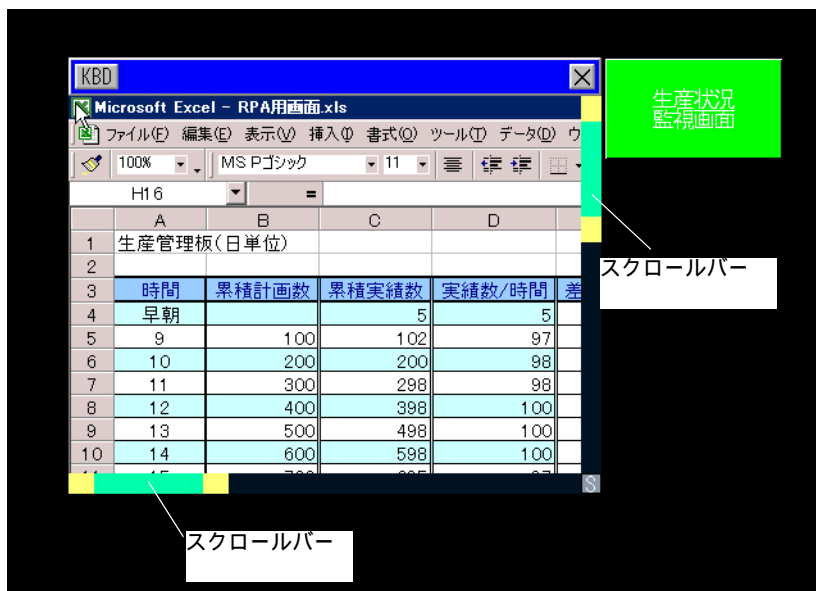 KBD
Microsoft Excel - RPA用画面.xls
ファイル(F) 編集(E) 表示(V) 挿入(I) 書式(O) ツール(T) データ(D) ウ
100% MS Pゴシック 11
H16 =
A B C D
1 生産管理板(日単位)
2
3 時間 累積計画数 累積実績数 実績数/時間 差
4 早朝 5 5
5 9 100 102 97
6 10 200 200 98
7 11 300 298 98
8 12 400 398 100
9 13 500 498 100
10 14 600 598 100
S
生産状況
監視画面
スクロールバー
スクロールバー